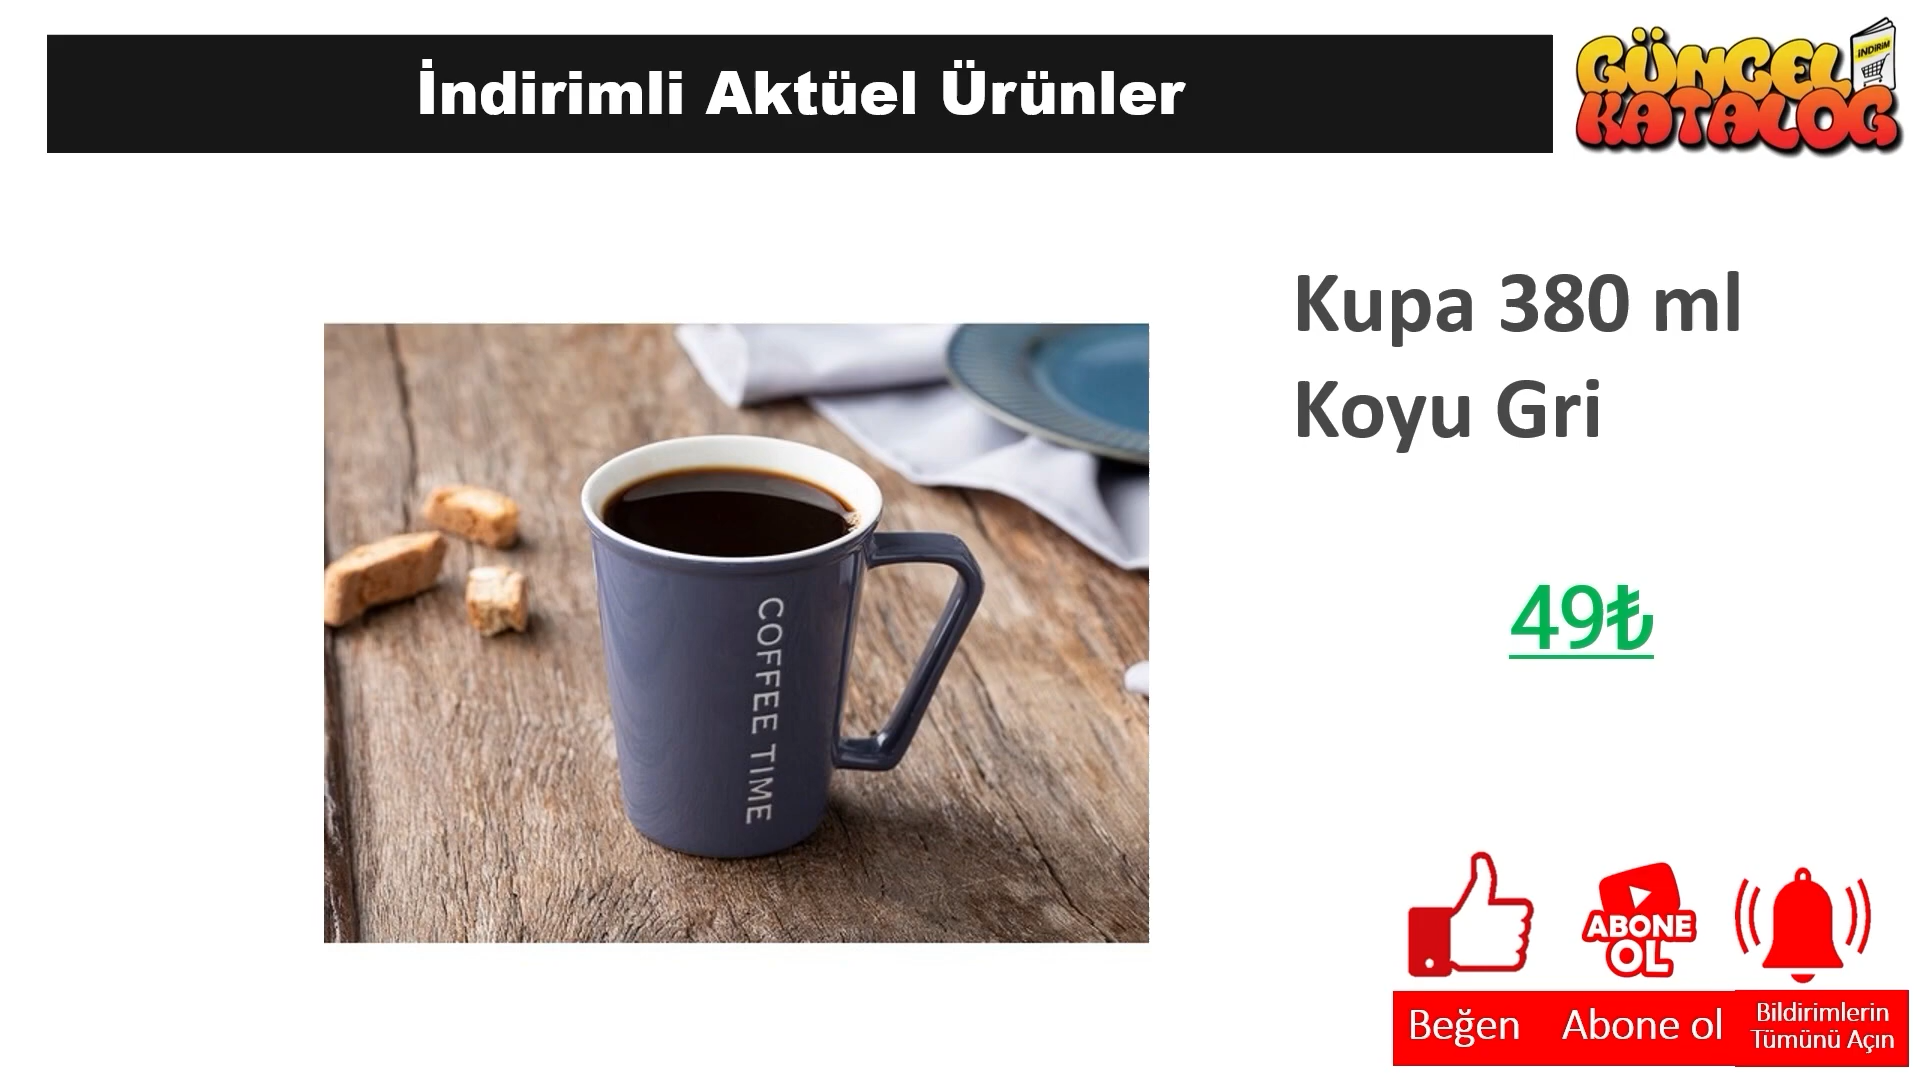 İndirimli Aktüel Ürünler
GÜNCEL
KATALOG
İNDİRİM
Kupa 380 ml
Koyu Gri
49₺
COFFEE TIME
ABONE
OL
Beğen
Abone ol
Bildirimlerin
Tümünü Açın